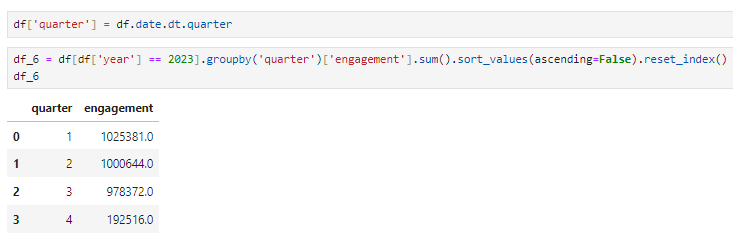 df['quarter'] = df.date.dt.quarter
df_6 = df[df['year'] == 2023].groupby('quarter')['engagement'].sum().sort_values(ascending=False).reset_index()
df_6
quarter engagement
0 1 1025381.0
1 2 1000644.0
2 3 978372.0
3 4 192516.0